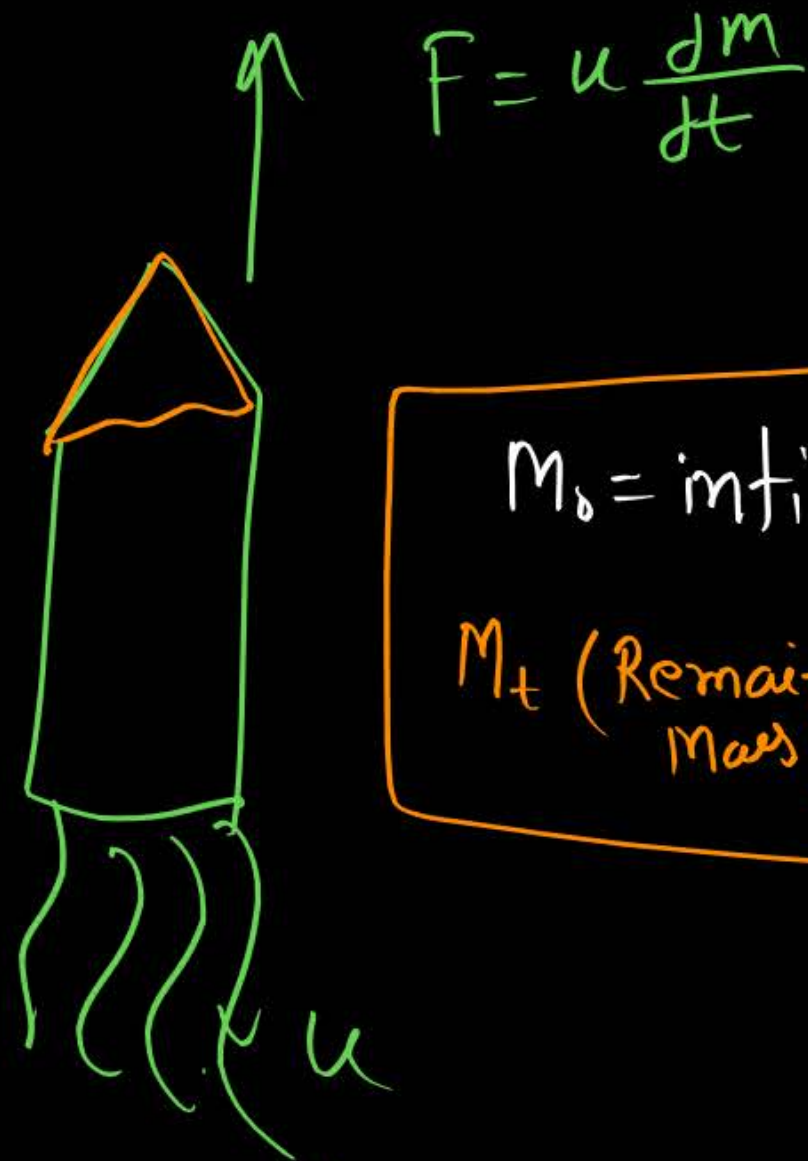 F = u dm/dt
M₀ = inti
Mt (Remai
Mass
u